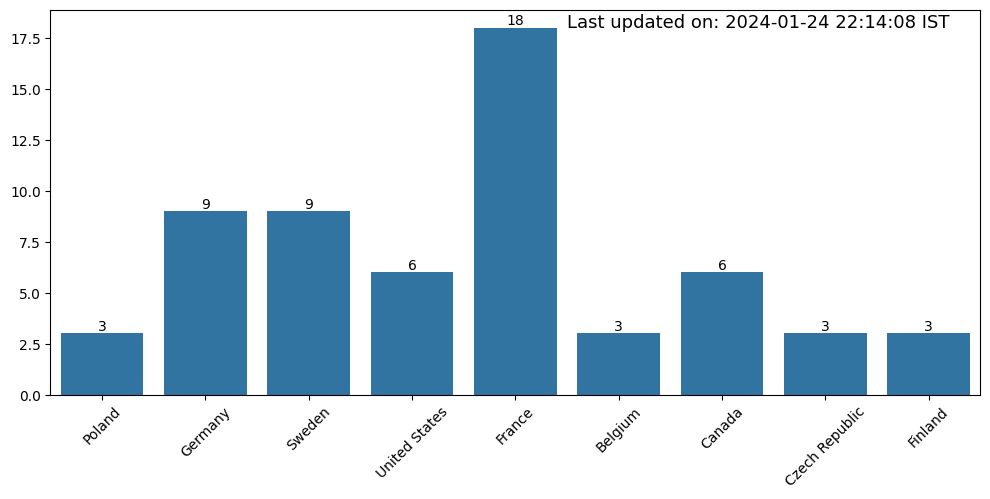 18
Last updated on: 2024-01-24 22:14:08 IST
17.5
15.0
12.5
10.0
9
9
7.5
6
6
5.0
3
3
3
3
2.5
0.0
Poland
Germany
Sweden
United States
France
Belgium
Canada
Czech Republic
Finland